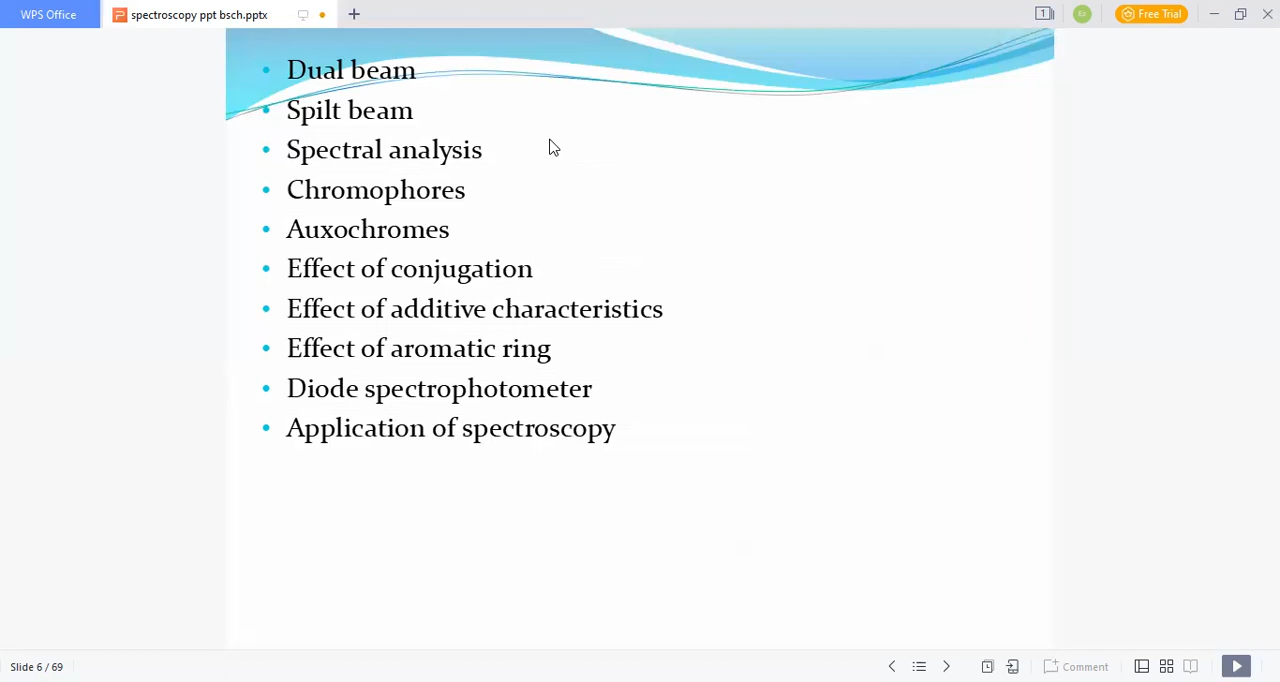 WPS Office
spectroscopy ppt bsch.pptx
1
Free Trial
Dual beam
Spilt beam
Spectral analysis
Chromophores
Auxochromes
Effect of conjugation
Effect of additive characteristics
Effect of aromatic ring
Diode spectrophotometer
Application of spectroscopy
Slide 6 / 69
Comment